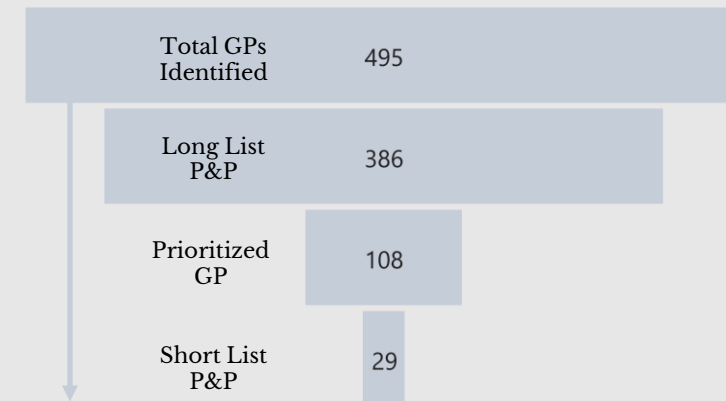 Total GPs
Identified
495
Long List
P&P
386
Prioritized
GP
108
Short List
P&P
29